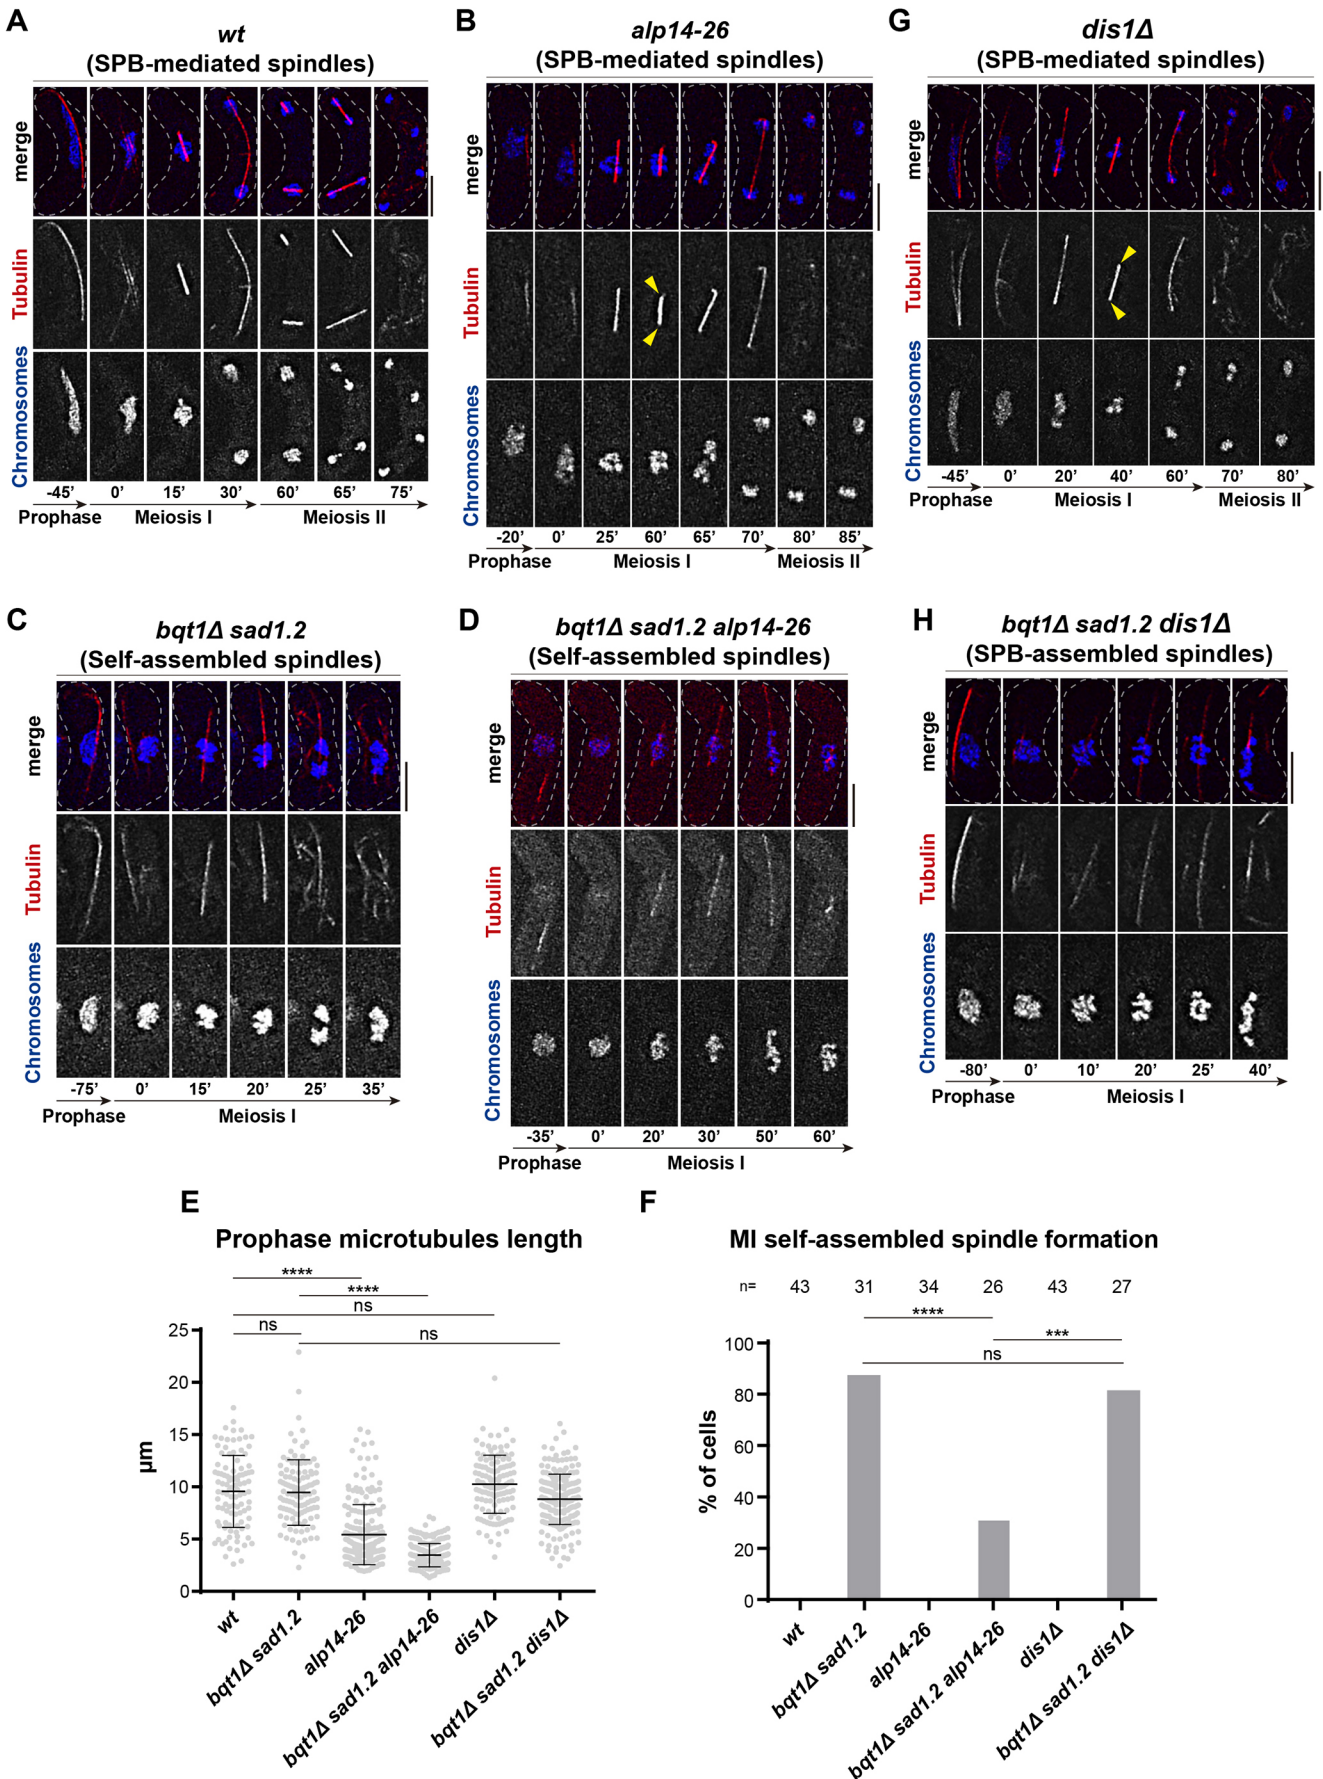 A
wt
(SPB-mediated spindles)
merge
Tubulin
Chromosomes
-45’ 0’ 15’ 30’ 60’ 65’ 75’
Prophase Meiosis I Meiosis II
B
alp14-26
(SPB-mediated spindles)
merge
Tubulin
Chromosomes
-20’ 0’ 25’ 60’ 65’ 70’ 80’ 85’
Prophase Meiosis I Meiosis II
G
dis1Δ
(SPB-mediated spindles)
merge
Tubulin
Chromosomes
-45’ 0’ 20’ 40’ 60’ 70’ 80’
Prophase Meiosis I Meiosis II
C
bqt1Δ sad1.2
(Self-assembled spindles)
merge
Tubulin
Chromosomes
-75’ 0’ 15’ 20’ 25’ 35’
Prophase Meiosis I
D
bqt1Δ sad1.2 alp14-26
(Self-assembled spindles)
merge
Tubulin
Chromosomes
-35’ 0’ 20’ 30’ 50’ 60’
Prophase Meiosis I
H
bqt1Δ sad1.2 dis1Δ
(SPB-assembled spindles)
merge
Tubulin
Chromosomes
-80’ 0’ 10’ 20’ 25’ 40’
Prophase Meiosis I
E
Prophase microtubules length
****
****
ns
ns ns
25
20
15
10
5
0
µm
wt
bqt1Δ sad1.2
alp14-26
bqt1Δ sad1.2 alp14-26
dis1Δ
bqt1Δ sad1.2 dis1Δ
F
MI self-assembled spindle formation
n= 43 31 34 26 43 27
****
***
ns
100
80
60
40
20
0
% of cells
wt
bqt1Δ sad1.2
alp14-26
bqt1Δ sad1.2 alp14-26
dis1Δ
bqt1Δ sad1.2 dis1Δ